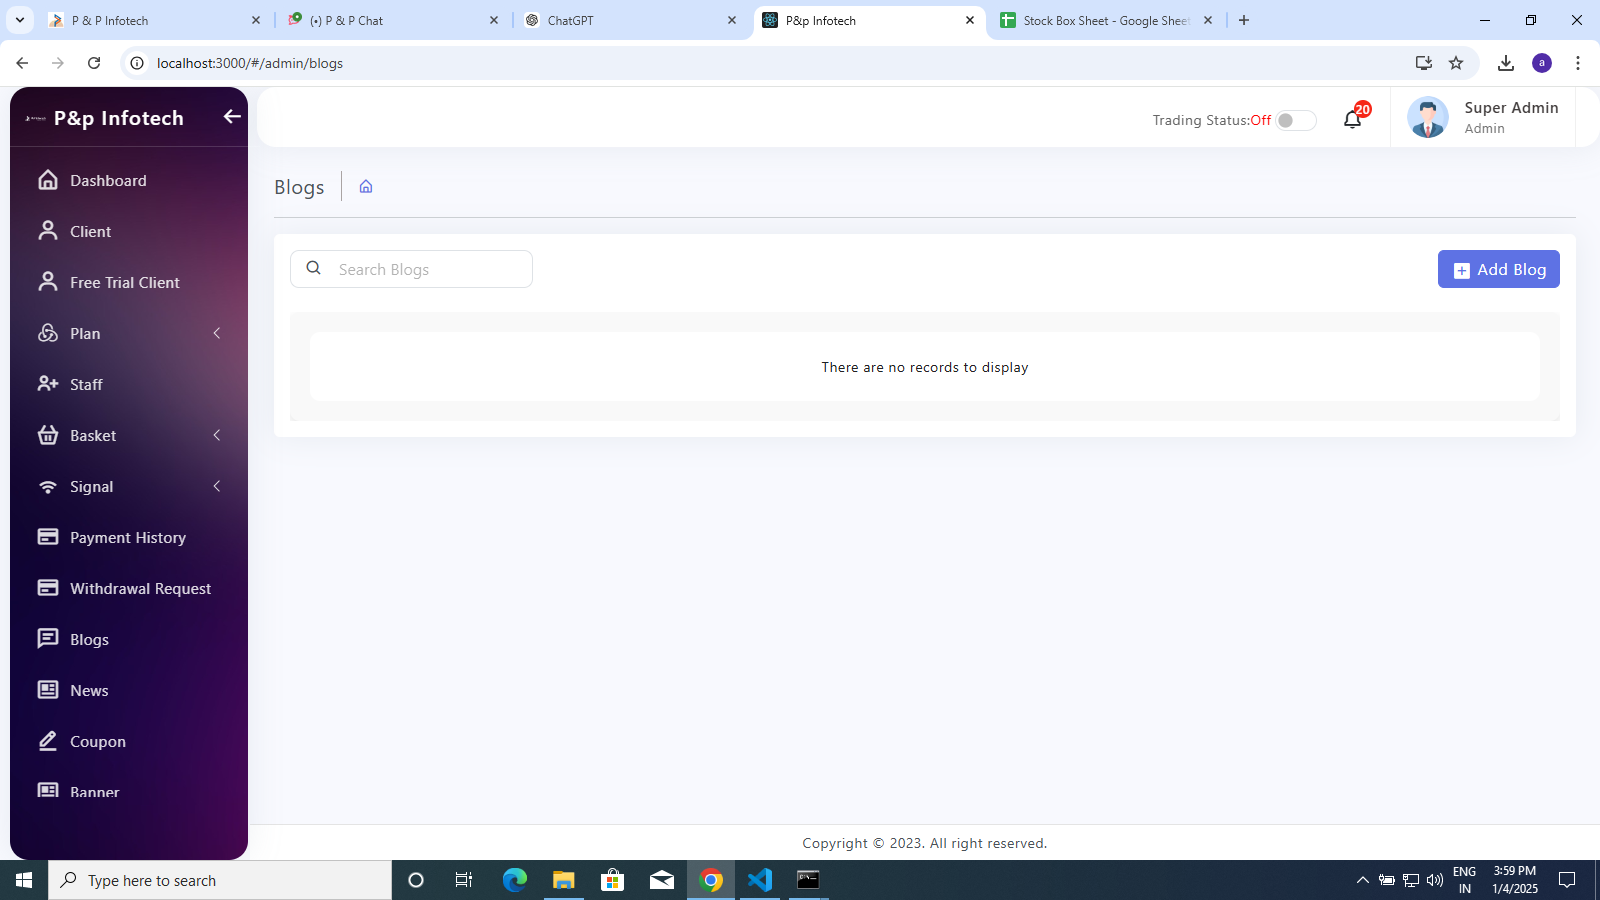 P & P Infotech
(•) P & P Chat
ChatGPT
P&p Infotech
Stock Box Sheet - Google Sheet
localhost:3000/#/admin/blogs
a
P&p Infotech
Trading Status:Off
20
Super Admin
Admin
Dashboard
Client
Free Trial Client
Plan
Staff
Basket
Signal
Payment History
Withdrawal Request
Blogs
News
Coupon
Banner
Blogs
Search Blogs
Add Blog
There are no records to display
Copyright © 2023. All right reserved.
Type here to search
ENG
IN
3:59 PM
1/4/2025